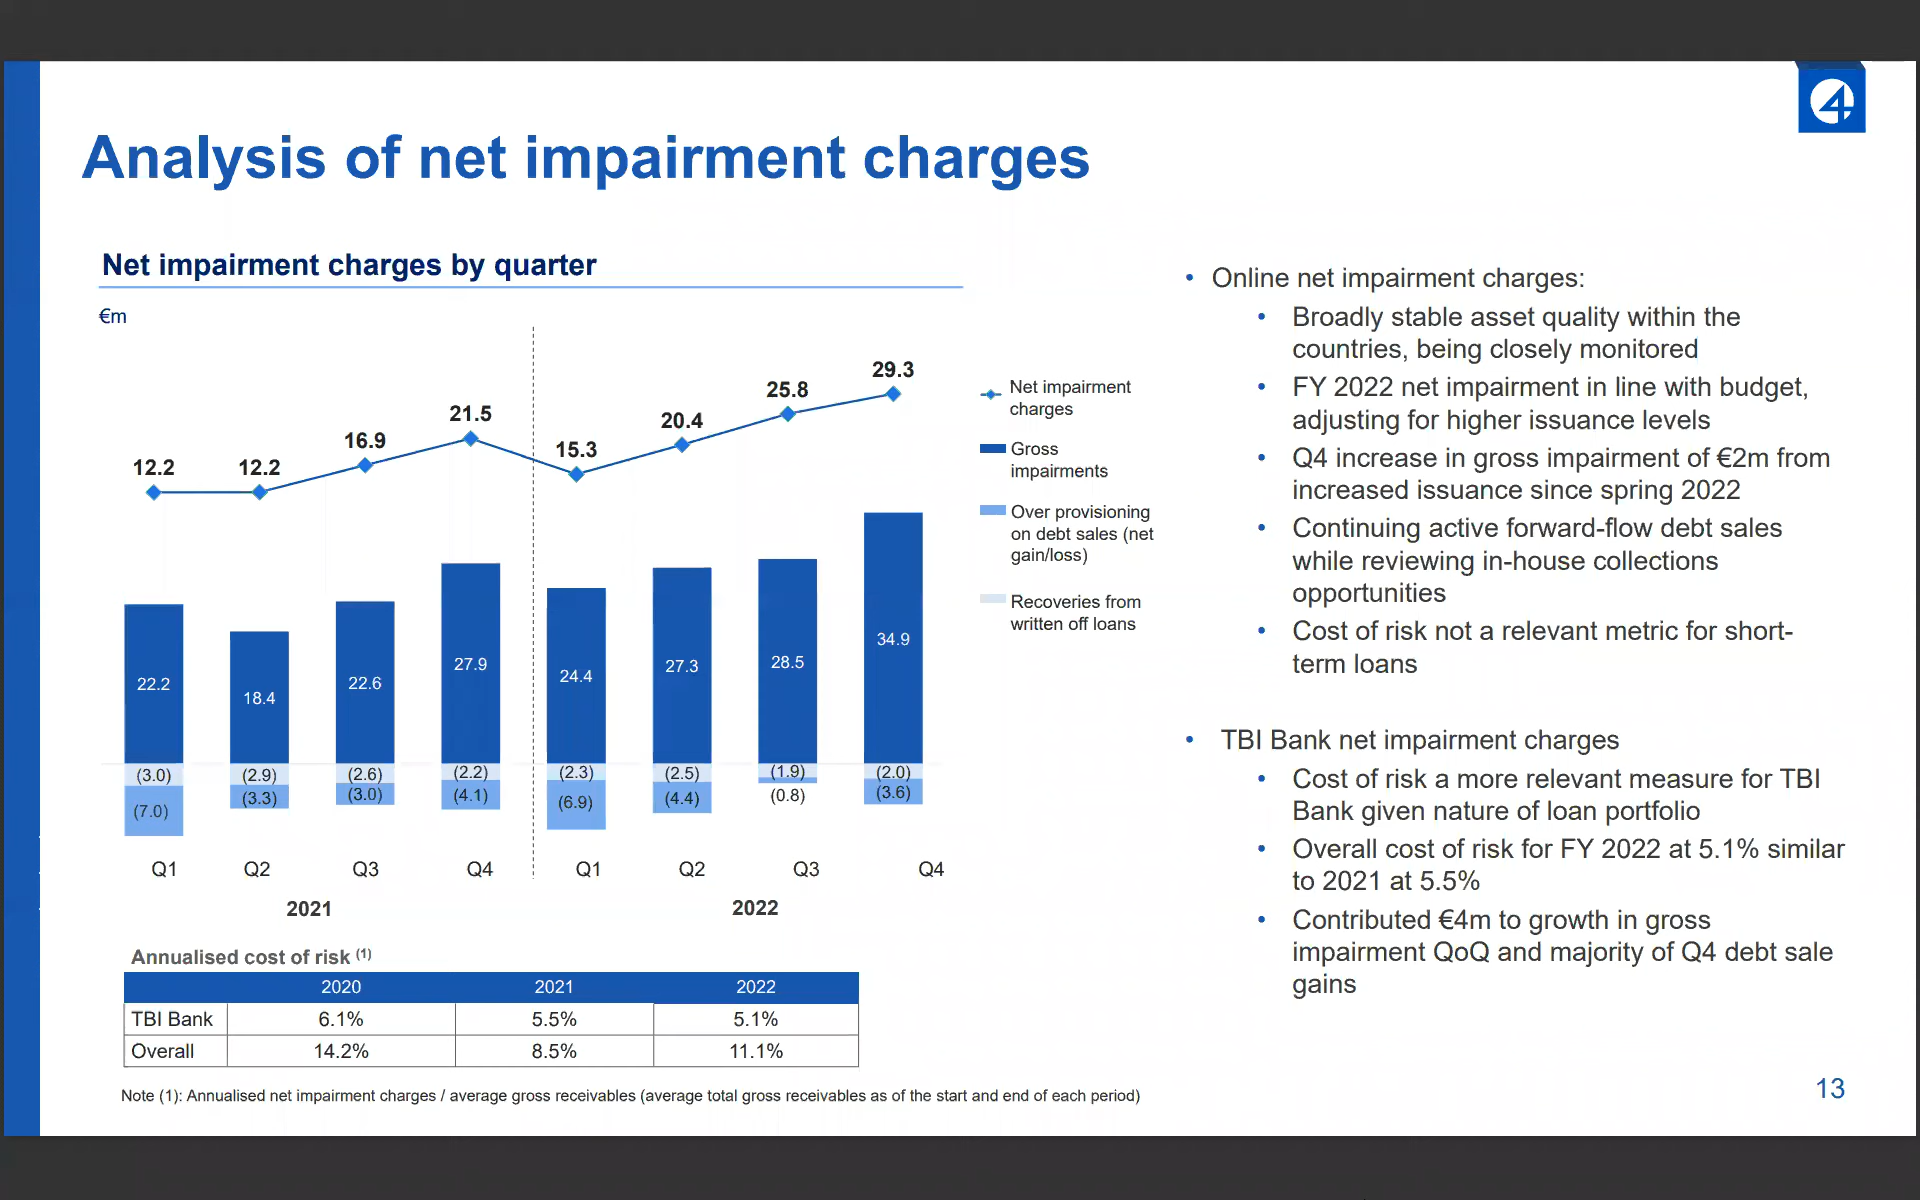 Analysis of net impairment charges
Net impairment charges by quarter
€m
12.2
12.2
16.9
21.5
15.3
20.4
25.8
29.3
22.2
18.4
22.6
27.9
24.4
27.3
28.5
34.9
(3.0)
(2.9)
(2.6)
(2.2)
(2.3)
(2.5)
(1.9)
(2.0)
(7.0)
(3.3)
(3.0)
(4.1)
(6.9)
(4.4)
(0.8)
(3.6)
Q1
Q2
Q3
Q4
Q1
Q2
Q3
Q4
2021
2022
Net impairment
charges
Gross
impairments
Over provisioning
on debt sales (net
gain/loss)
Recoveries from
written off loans
Annualised cost of risk (1)
2020 2021 2022
TBI Bank 6.1% 5.5% 5.1%
Overall 14.2% 8.5% 11.1%
Note (1): Annualised net impairment charges / average gross receivables (average total gross receivables as of the start and end of each period)
• Online net impairment charges:
• Broadly stable asset quality within the
countries, being closely monitored
• FY 2022 net impairment in line with budget,
adjusting for higher issuance levels
• Q4 increase in gross impairment of €2m from
increased issuance since spring 2022
• Continuing active forward-flow debt sales
while reviewing in-house collections
opportunities
• Cost of risk not a relevant metric for short-
term loans
• TBI Bank net impairment charges
• Cost of risk a more relevant measure for TBI
Bank given nature of loan portfolio
• Overall cost of risk for FY 2022 at 5.1% similar
to 2021 at 5.5%
• Contributed €4m to growth in gross
impairment QoQ and majority of Q4 debt sale
gains
13
4